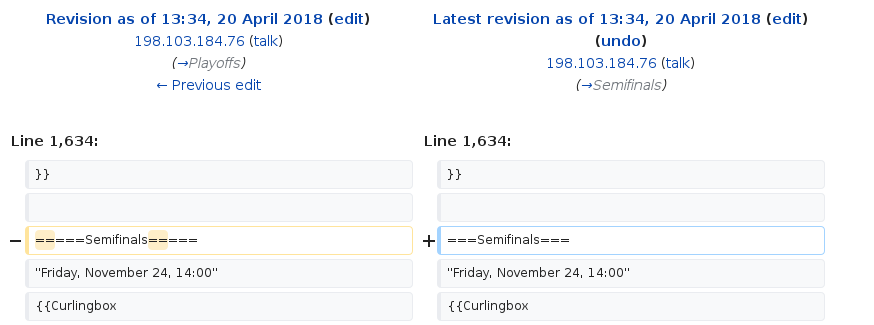 Revision as of 13:34, 20 April 2018 (edit)
198.103.184.76 (talk)
(→Playoffs)
← Previous edit
Latest revision as of 13:34, 20 April 2018 (edit)
(undo)
198.103.184.76 (talk)
(→Semifinals)
Line 1,634:
Line 1,634:
}}
}}
− =====Semifinals=====
+ ===Semifinals===
"Friday, November 24, 14:00"
"Friday, November 24, 14:00"
{{Curlingbox
{{Curlingbox